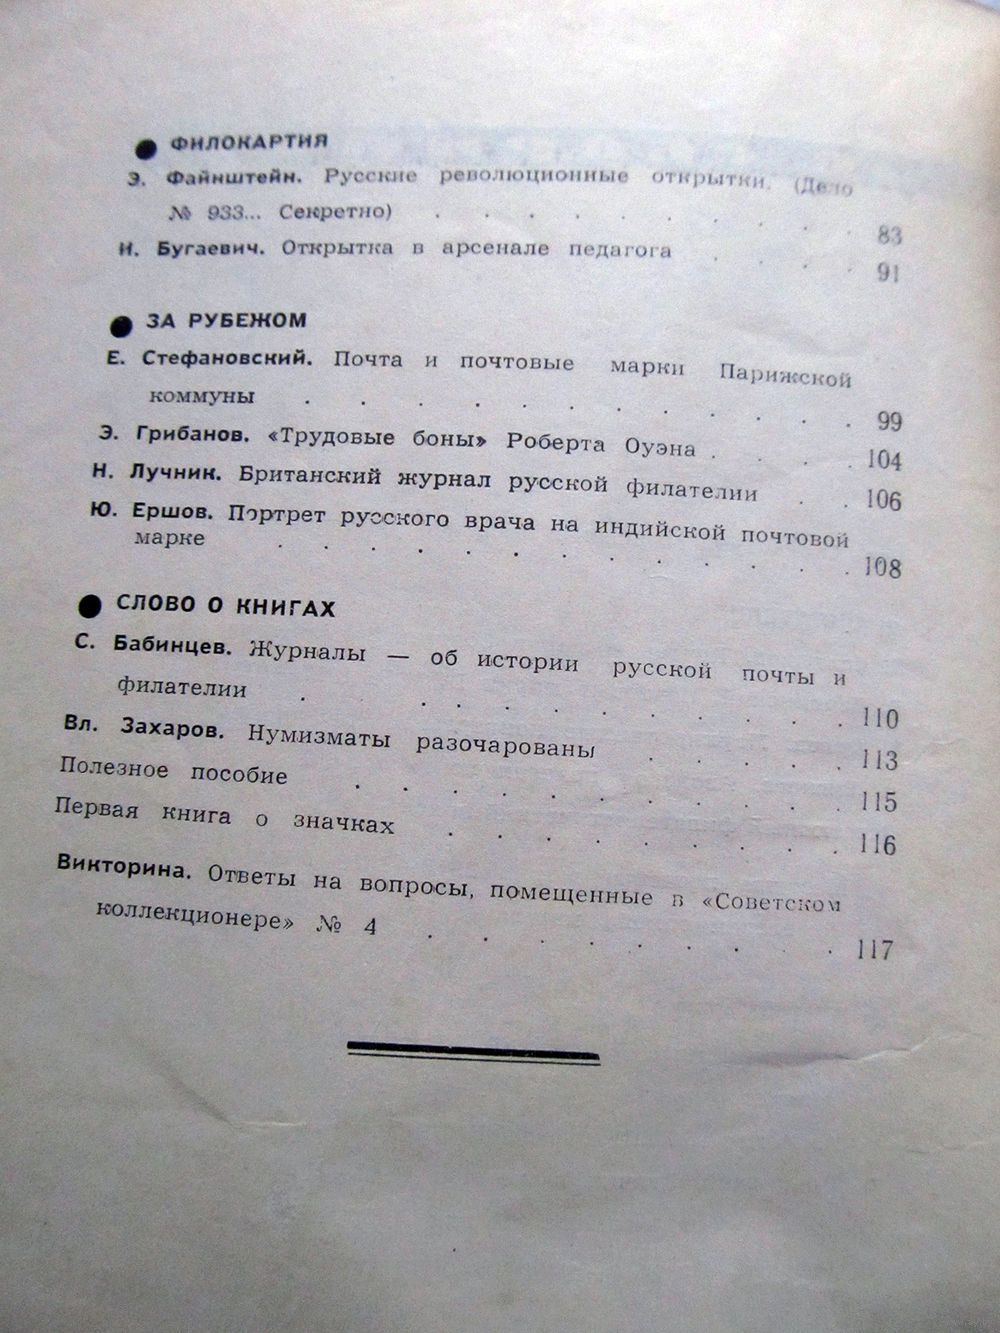 ● ФИЛОКАРТИЯ
Э. Файнштейн. Русские революционные открытки. (Дело
№ 933... Секретно) . . . . . . . . . 83
И. Бугаевич. Открытка в арсенале педагога . . . . 91
● ЗА РУБЕЖОМ
Е. Стефановский. Почта и почтовые марки Парижской
коммуны . . . . . . . . . . . . 99
Э. Грибанов. «Трудовые боны» Роберта Оуэна . . . . 104
Н. Лучник. Британский журнал русской филателии . . 106
Ю. Ершов. Портрет русского врача на индийской почтовой
марке . . . . . . . . . . . . . 108
● СЛОВО О КНИГАХ
С. Бабинцев. Журналы — об истории русской почты и
филателии . . . . . . . . . . . 110
Вл. Захаров. Нумизматы разочарованы . . . . . 113
Полезное пособие . . . . . . . . . . . 115
Первая книга о значках . . . . . . . . . 116
Викторина. Ответы на вопросы, помещенные в «Советском
коллекционере» № 4 . . . . . . . . . 117